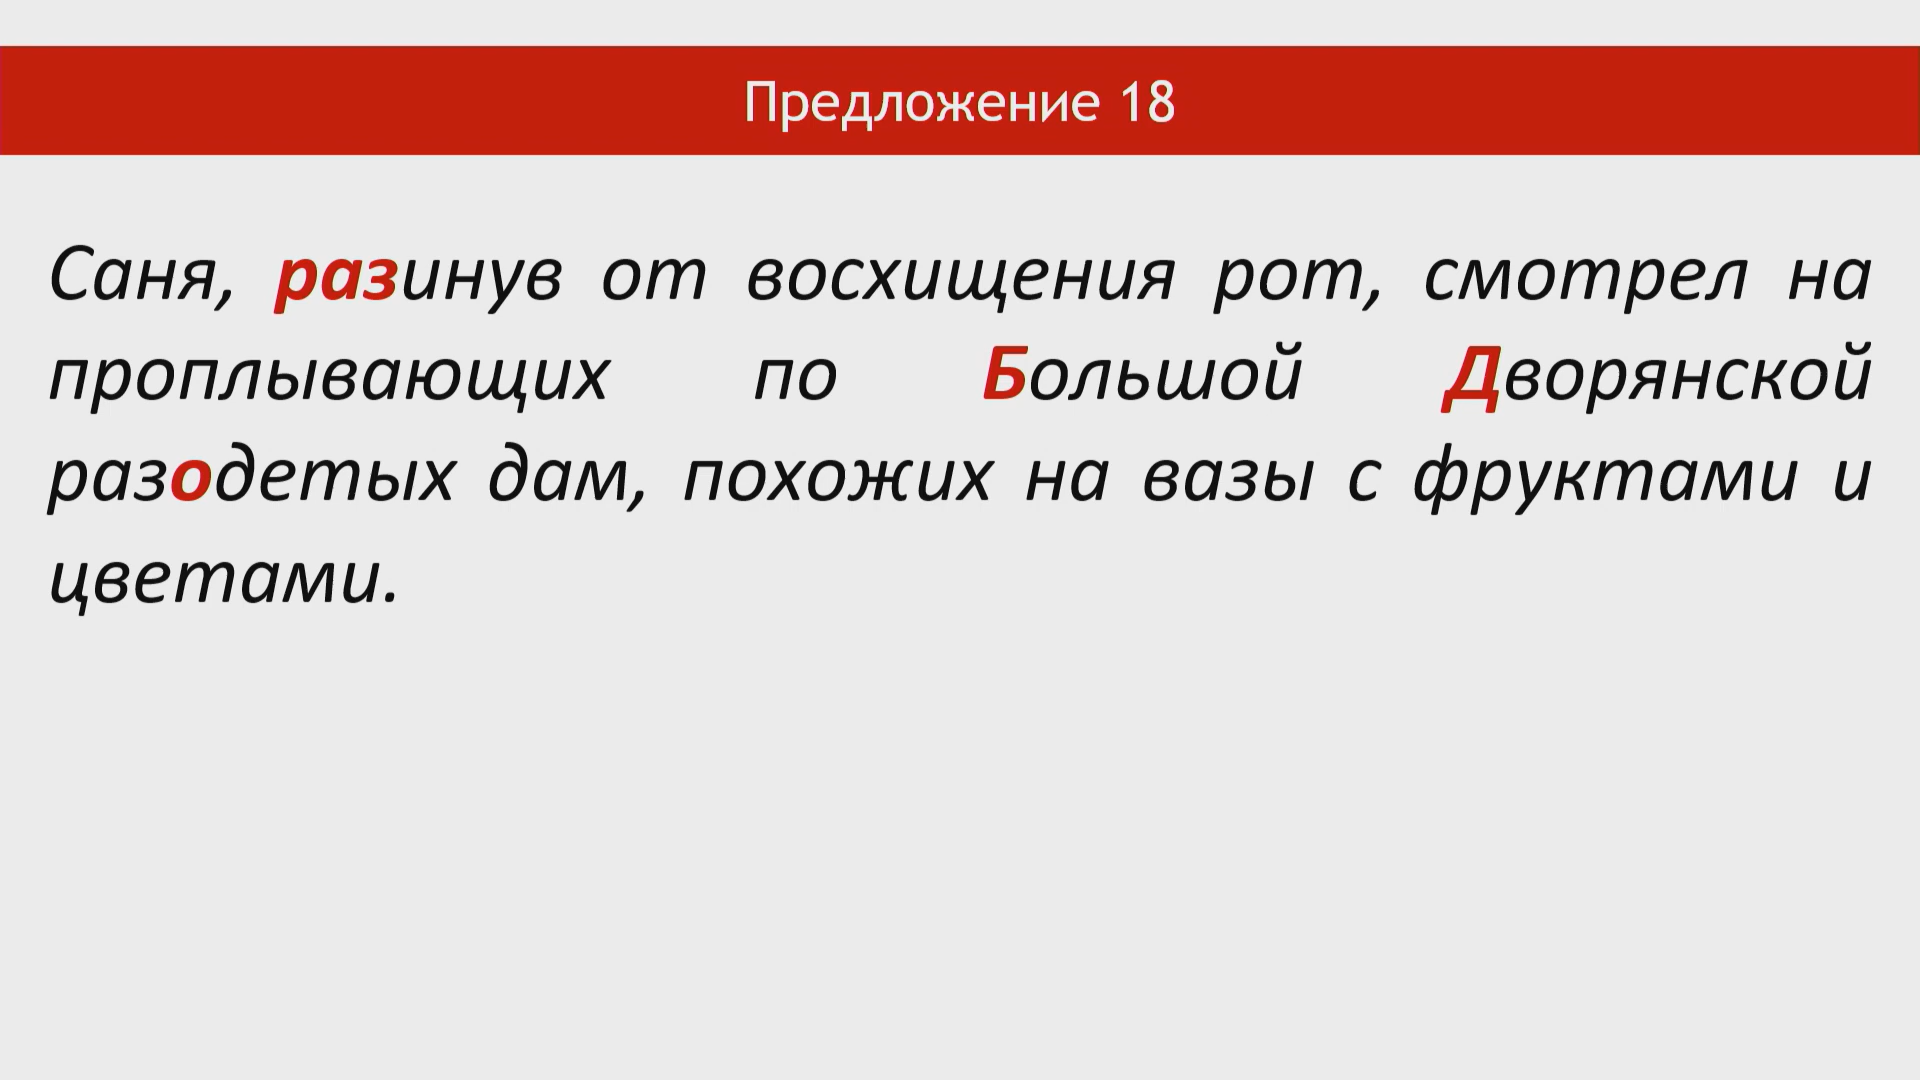 Предложение 18
Саня, разинув от восхищения рот, смотрел на
проплывающих по Большой Дворянской
разодетых дам, похожих на вазы с фруктами и
цветами.